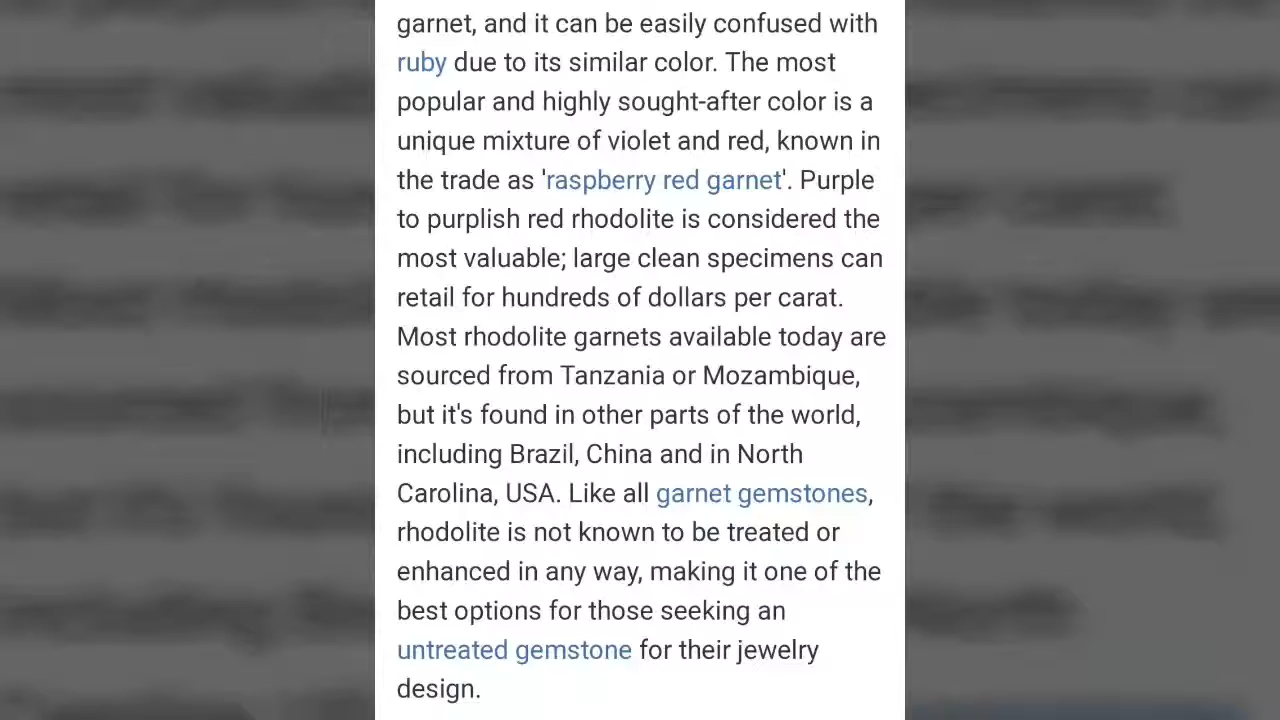 garnet, and it can be easily confused with
ruby due to its similar color. The most
popular and highly sought-after color is a
unique mixture of violet and red, known in
the trade as 'raspberry red garnet'. Purple
to purplish red rhodolite is considered the
most valuable; large clean specimens can
retail for hundreds of dollars per carat.
Most rhodolite garnets available today are
sourced from Tanzania or Mozambique,
but it's found in other parts of the world,
including Brazil, China and in North
Carolina, USA. Like all garnet gemstones,
rhodolite is not known to be treated or
enhanced in any way, making it one of the
best options for those seeking an
untreated gemstone for their jewelry
design.